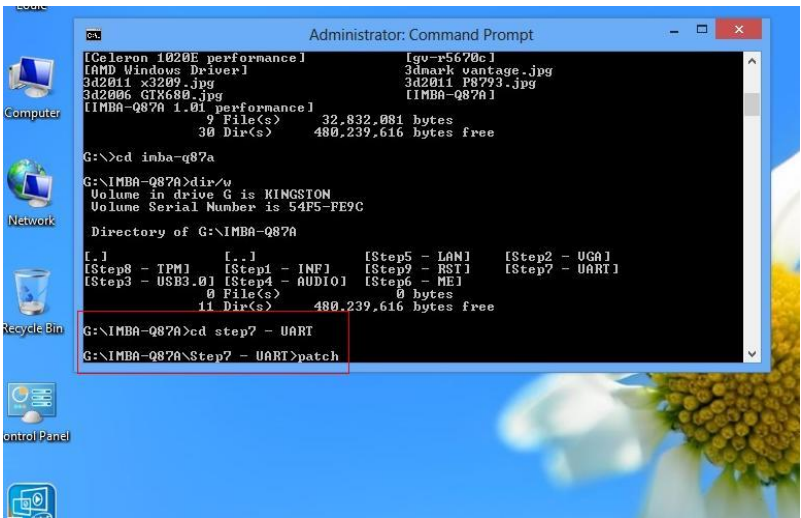 Administrator: Command Prompt
[Celeron 1020E performance] [gv-r5670c]
[AMD Windows Driver] 3dmark vantage.jpg
3d2011 x3209.jpg 3d2011 P8793.jpg
3d2006 GTX680.jpg [IMBA-Q87A]
[IMBA-Q87A 1.01 performance]
9 File(s) 32,832,081 bytes
30 Dir(s) 480,239,616 bytes free
G:\>cd imba-q87a
G:\IMBA-Q87A>dir/w
Volume in drive G is KINGSTON
Volume Serial Number is 54F5-FE9C
Directory of G:\IMBA-Q87A
[.] [..] [Step5 - LAN] [Step2 - VGA]
[Step8 - TPM] [Step1 - INF] [Step9 - RST] [Step7 - UART]
[Step3 - USB3.0] [Step4 - AUDIO] [Step6 - ME]
0 File(s) 0 bytes
11 Dir(s) 480,239,616 bytes free
G:\IMBA-Q87A>cd step7 - UART
G:\IMBA-Q87A\Step7 - UART>patch
Computer
Network
Recycle Bin
ontrol Panel